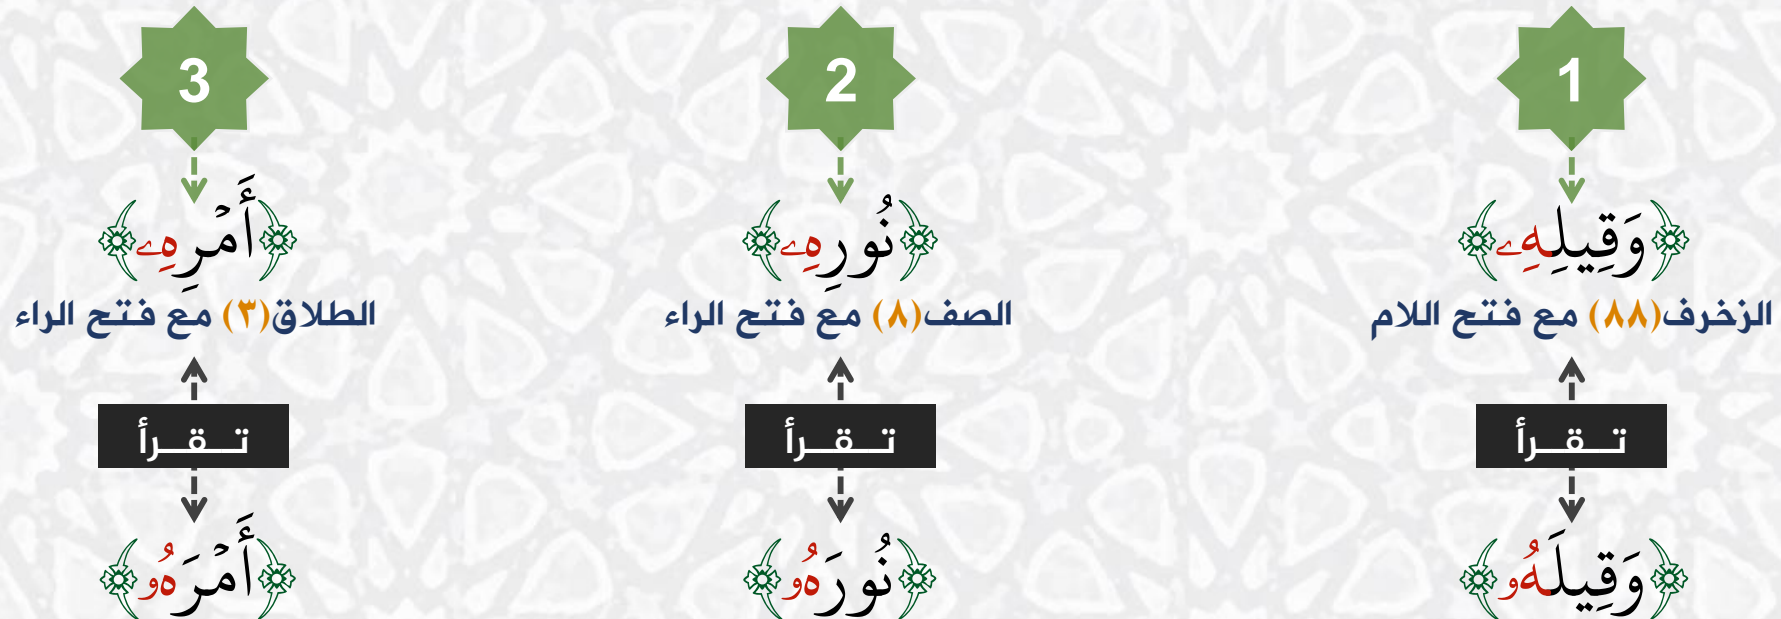 1
2
3
﴿وَقِيلِهِۦ﴾
﴿نُورِهِۦ﴾
﴿أَمۡرِهِۦ﴾
الزخرف(٨٨) مع فتح اللام
الصف(٨) مع فتح الراء
الطلاق(٣) مع فتح الراء
تـقـرأ
تـقـرأ
تـقـرأ
﴿وَقِيلَهُۥ﴾
﴿نُورَهُۥ﴾
﴿أَمۡرَهُۥ﴾